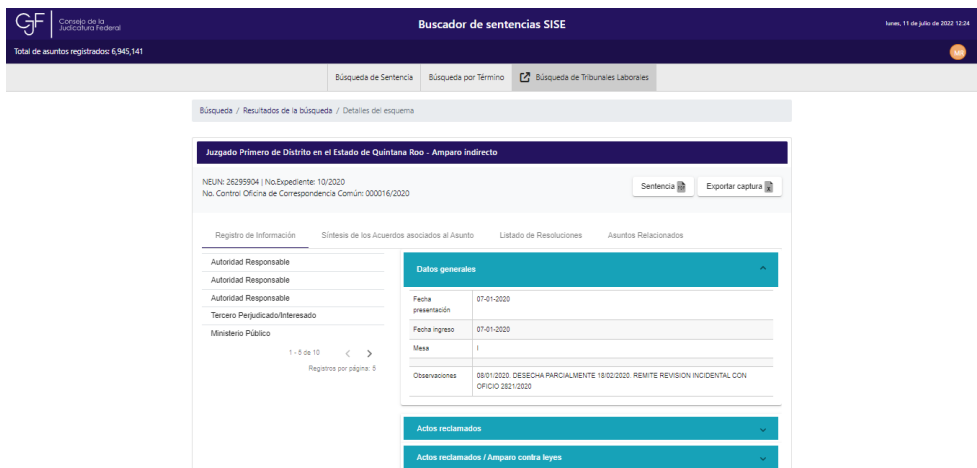 CJF
Consejo de la
Judicatura Federal
Buscador de sentencias SISE
lunes, 11 de julio de 2022 12:24
Total de asuntos registrados: 6,945,141
MR
Búsqueda de Sentencia
Búsqueda por Término
Búsqueda de Tribunales Laborales
Búsqueda / Resultados de la búsqueda / Detalles del esquema
Juzgado Primero de Distrito en el Estado de Quintana Roo - Amparo indirecto
NEUN: 26295904 | No.Expediente: 10/2020
No. Control Oficina de Correspondencia Común: 000016/2020
Sentencia
Exportar captura
Registro de Información
Síntesis de los Acuerdos asociados al Asunto
Listado de Resoluciones
Asuntos Relacionados
Autoridad Responsable
Autoridad Responsable
Autoridad Responsable
Tercero Perjudicado/Interesado
Ministerio Público
1 - 5 de 10
Registros por página: 5
Datos generales
Fecha presentación 07-01-2020
Fecha ingreso 07-01-2020
Mesa I
Observaciones 08/01/2020. DESECHA PARCIALMENTE 18/02/2020. REMITE REVISION INCIDENTAL CON
OFICIO 2821/2020
Actos reclamados
Actos reclamados / Amparo contra leyes